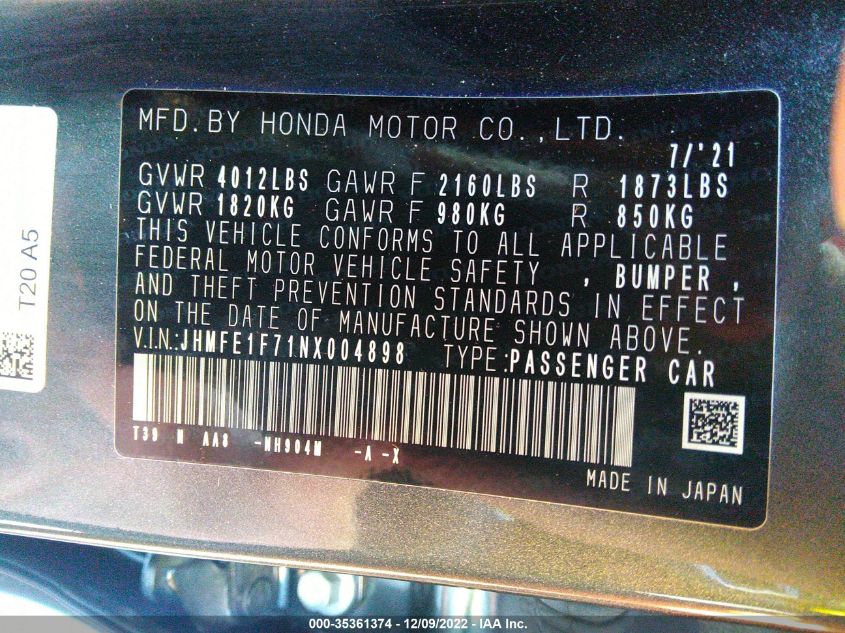 MFD.BY HONDA MOTOR CO.,LTD.
7/'21
GVWR 4012LBS GAWR F 2160LBS R 1873LBS
GVWR 1820KG GAWR F 980KG R 850KG
THIS VEHICLE CONFORMS TO ALL APPLICABLE
FEDERAL MOTOR VEHICLE SAFETY , BUMPER ,
AND THEFT PREVENTION STANDARDS IN EFFECT
ON THE DATE OF MANUFACTURE SHOWN ABOVE.
V.I.N.:JHMFE1F71NX004898 TYPE:PASSENGER CAR
T39 M AA8 -NH904M -A -X
MADE IN JAPAN
T20 A5
000-35361374 - 12/09/2022 - IAA Inc.